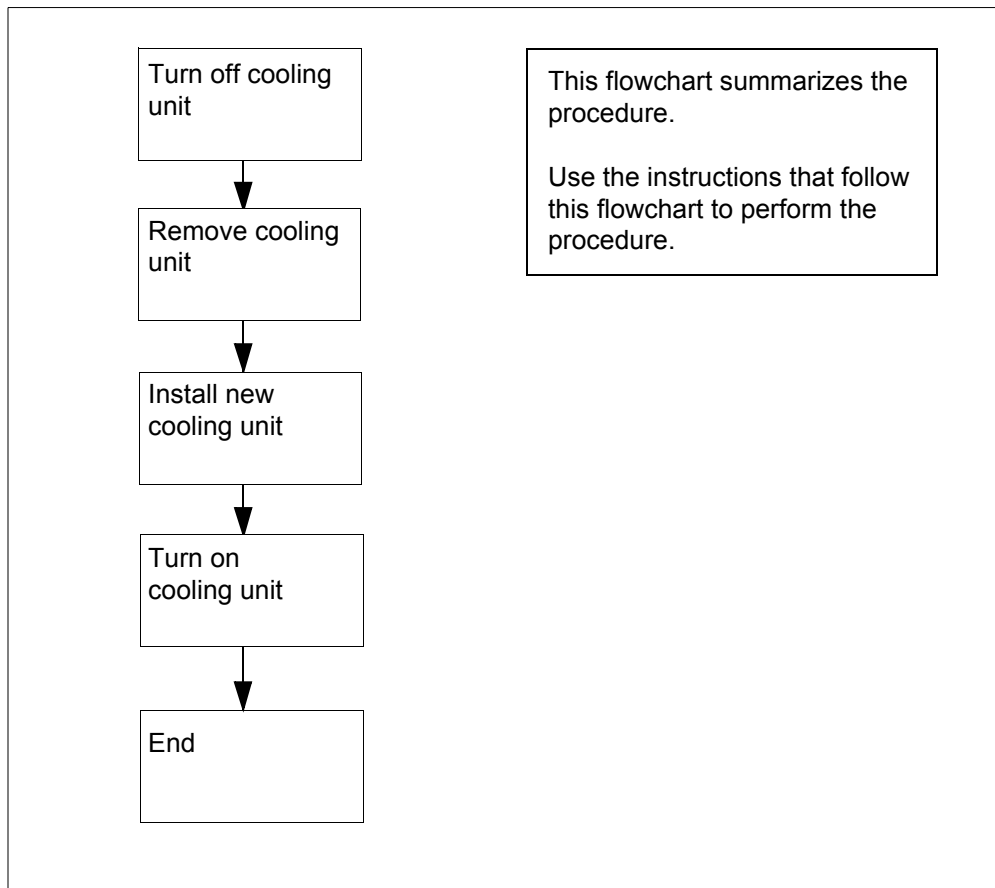 Turn off cooling
unit
Remove cooling
unit
Install new
cooling unit
Turn on
cooling unit
End
This flowchart summarizes the
procedure.
Use the instructions that follow
this flowchart to perform the
procedure.